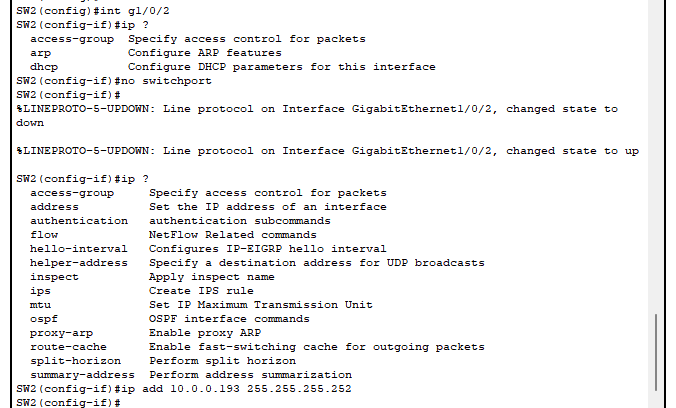 SW2(config)#int g1/0/2
SW2(config-if)#ip ?
  access-group  Specify access control for packets
  arp           Configure ARP features
  dhcp          Configure DHCP parameters for this interface
SW2(config-if)#no switchport
SW2(config-if)#
%LINEPROTO-5-UPDOWN: Line protocol on Interface GigabitEthernet1/0/2, changed state to
down

%LINEPROTO-5-UPDOWN: Line protocol on Interface GigabitEthernet1/0/2, changed state to up

SW2(config-if)#ip ?
  access-group     Specify access control for packets
  address          Set the IP address of an interface
  authentication   authentication subcommands
  flow             NetFlow Related commands
  hello-interval   Configures IP-EIGRP hello interval
  helper-address   Specify a destination address for UDP broadcasts
  inspect          Apply inspect name
  ips              Create IPS rule
  mtu              Set IP Maximum Transmission Unit
  ospf             OSPF interface commands
  proxy-arp        Enable proxy ARP
  route-cache      Enable fast-switching cache for outgoing packets
  split-horizon    Perform split horizon
  summary-address  Perform address summarization
SW2(config-if)#ip add 10.0.0.193 255.255.255.252
SW2(config-if)#